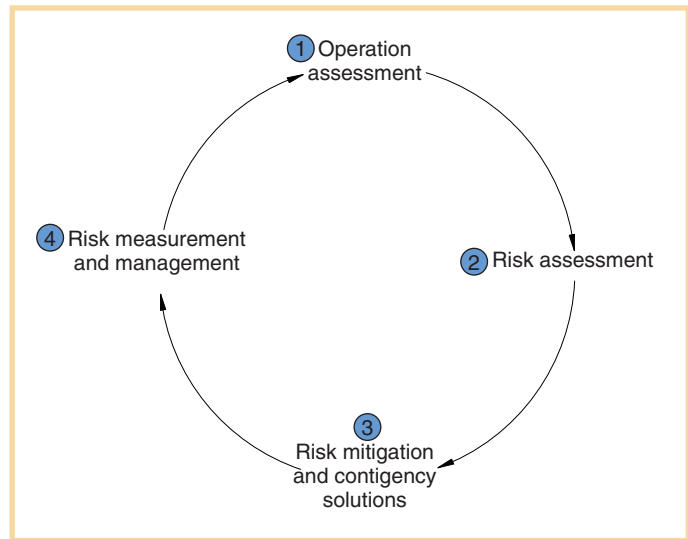 1 Operation
assessment
2 Risk assessment
3
Risk mitigation
and contigency
solutions
4 Risk measurement
and management